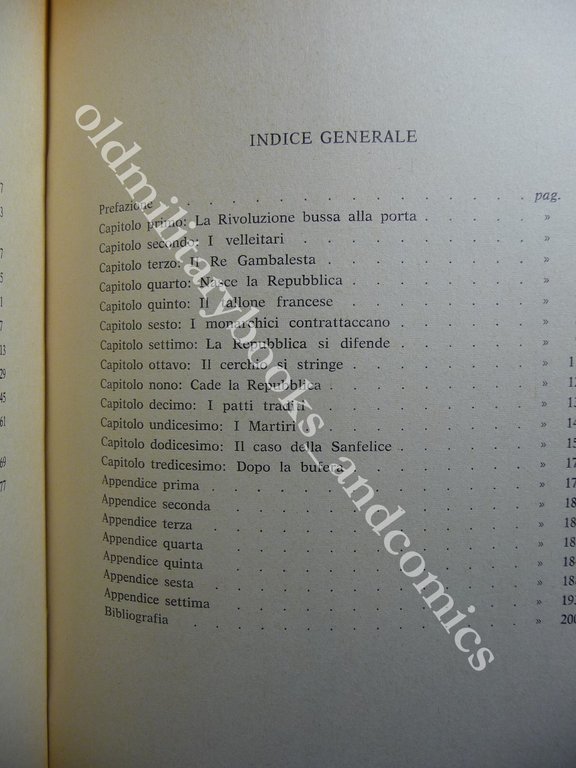 INDICE GENERALE
Prefazione . . . . . . . . . . . . pag.
Capitolo primo: La Rivoluzione bussa alla porta . . . . »
Capitolo secondo: I velleitari . . . . . . . . »
Capitolo terzo: Il Re Gambalesta . . . . . . . »
Capitolo quarto: Nasce la Repubblica . . . . . . »
Capitolo quinto: Il tallone francese . . . . . . »
Capitolo sesto: I monarchici contrattaccano . . . . . »
Capitolo settimo: La Repubblica si difende . . . . . »
Capitolo ottavo: Il cerchio si stringe . . . . . . »
Capitolo nono: Cade la Repubblica . . . . . . . »
Capitolo decimo: I patti traditi . . . . . . . »
Capitolo undicesimo: I Martiri . . . . . . . . »
Capitolo dodicesimo: Il caso della Sanfelice . . . . . »
Capitolo tredicesimo: Dopo la bufera . . . . . . »
Appendice prima . . . . . . . . . . »
Appendice seconda . . . . . . . . . . »
Appendice terza . . . . . . . . . . »
Appendice quarta . . . . . . . . . . »
Appendice quinta . . . . . . . . . . »
Appendice sesta . . . . . . . . . . »
Appendice settima . . . . . . . . . . »
Bibliografia . . . . . . . . . . . » 200
oldmilitarybooks_andcomics